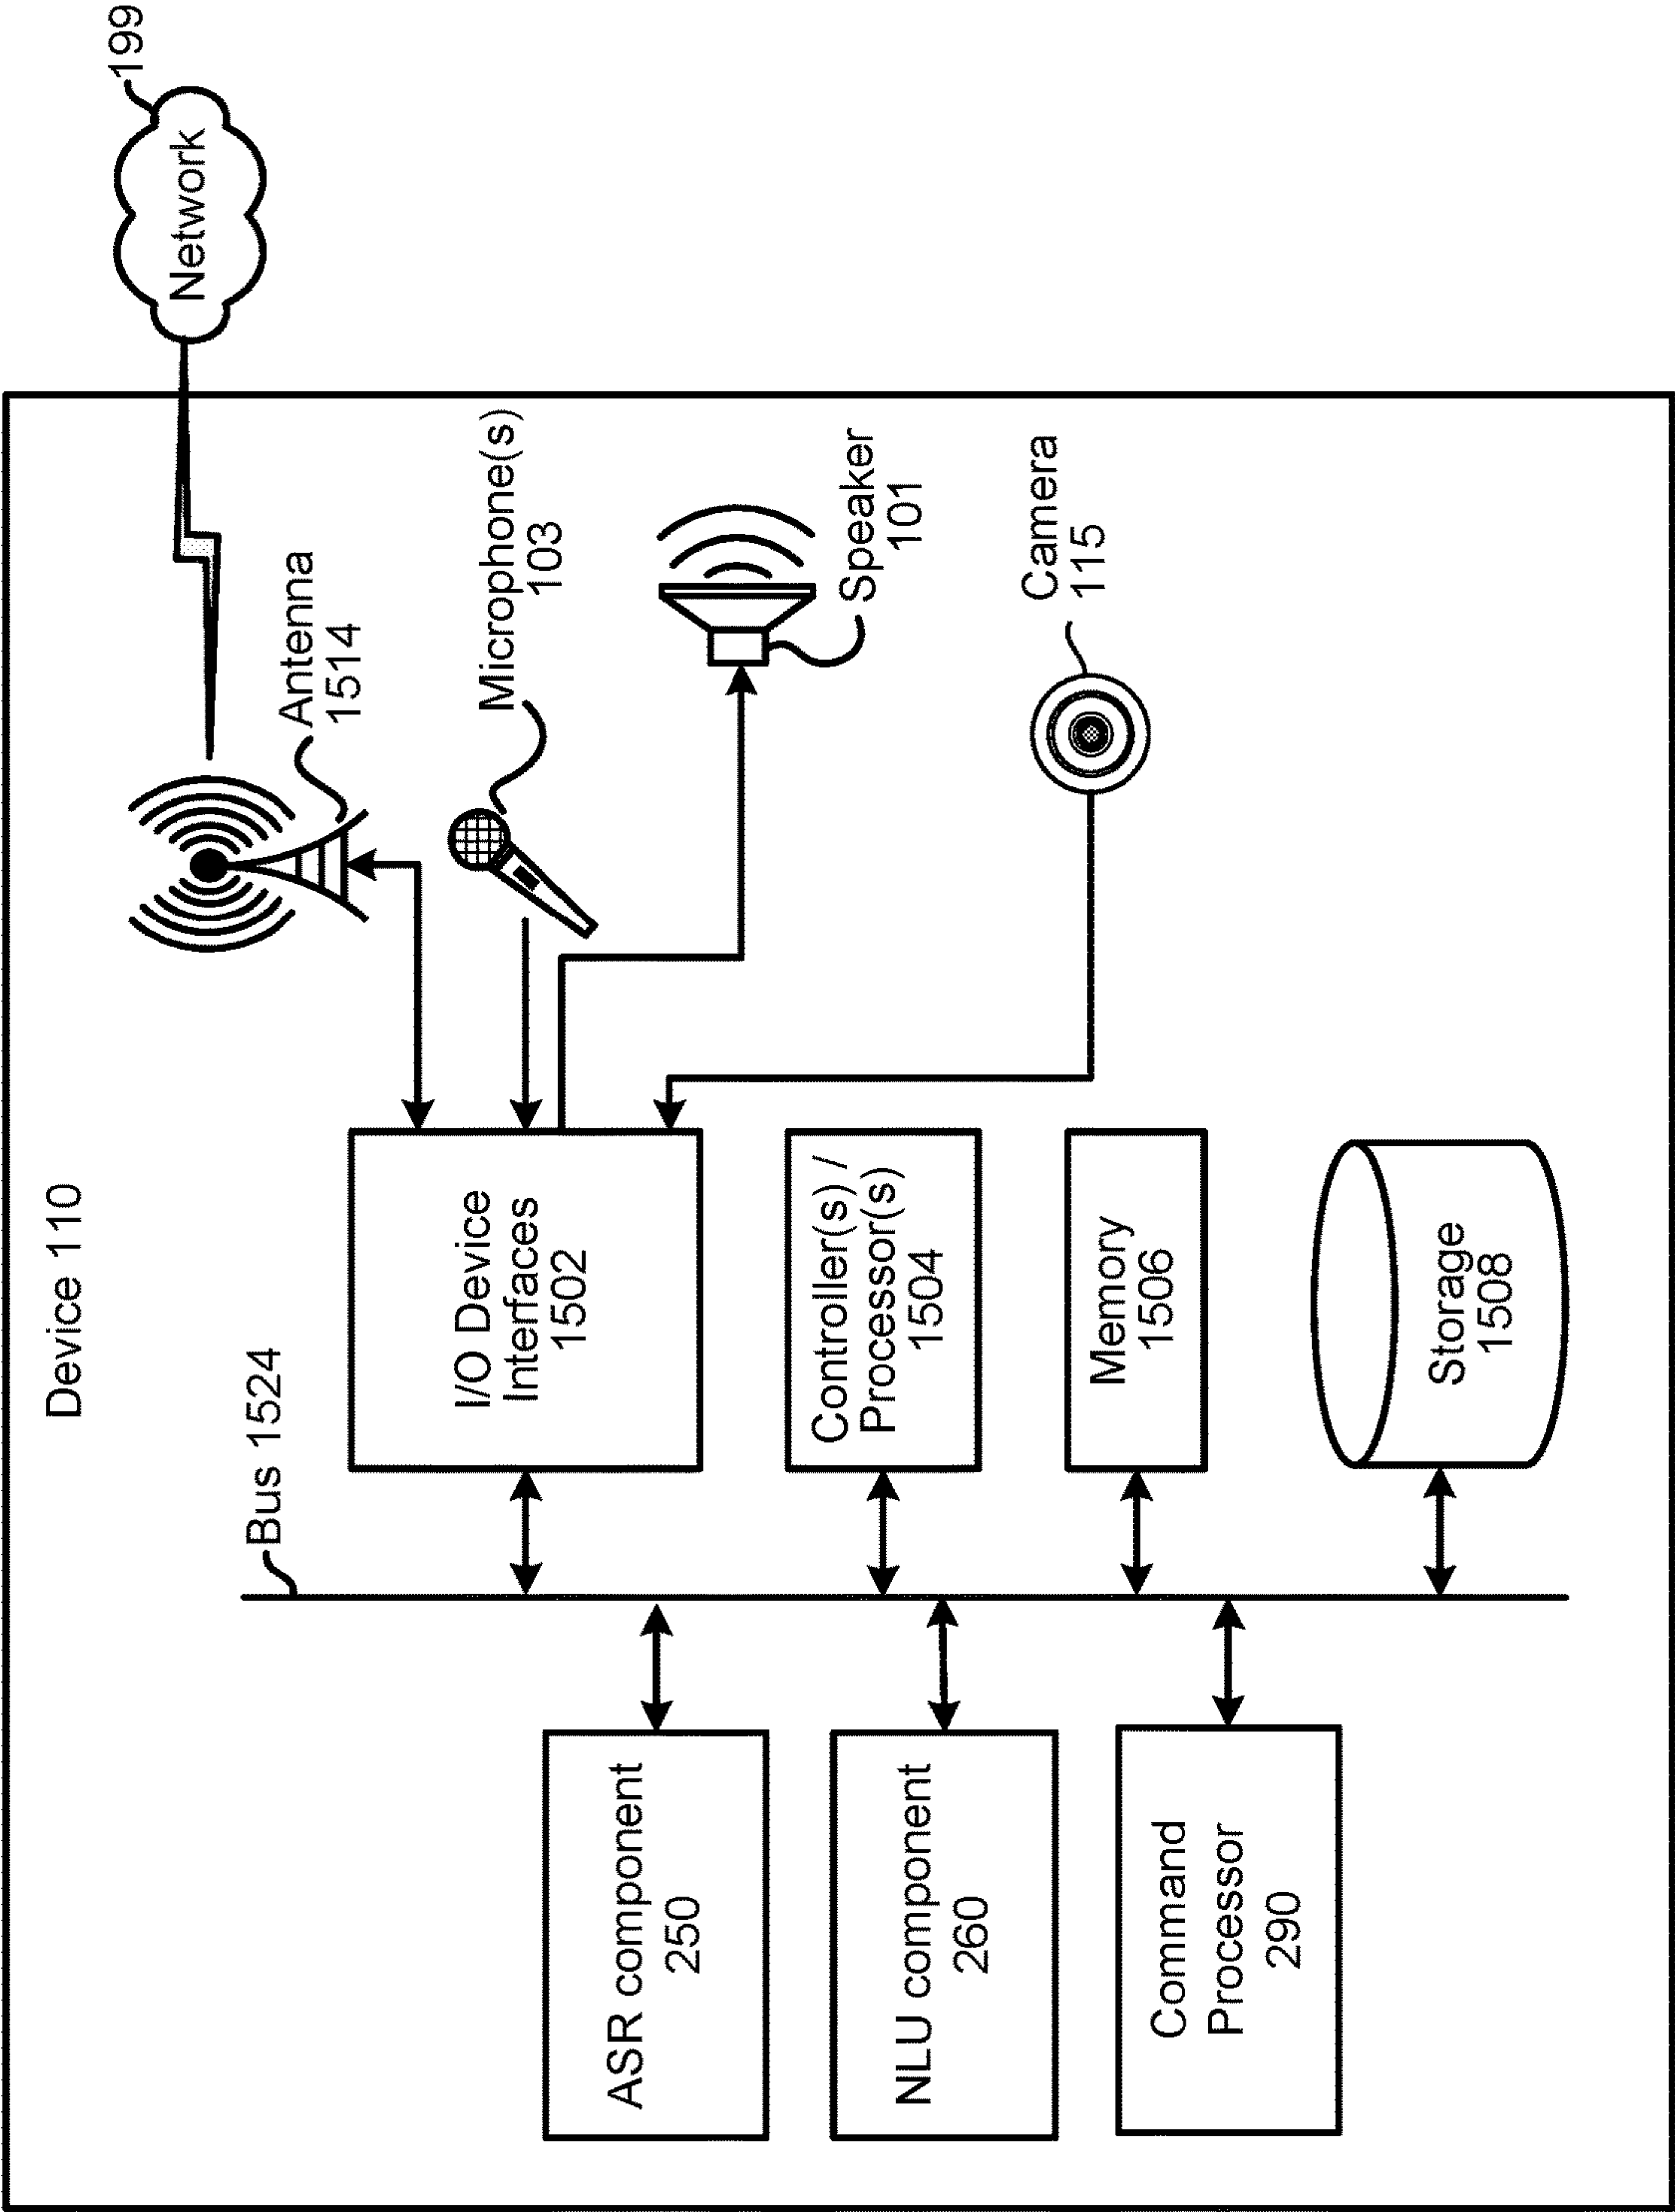 Device 110
Bus 1524
ASR component
250
NLU component
260
Command
Processor
290
I/O Device
Interfaces
1502
Controller(s) /
Processor(s)
1504
Memory
1506
Storage
1508
Antenna
1514
Microphone(s)
103
Speaker
101
Camera
115
Network
199